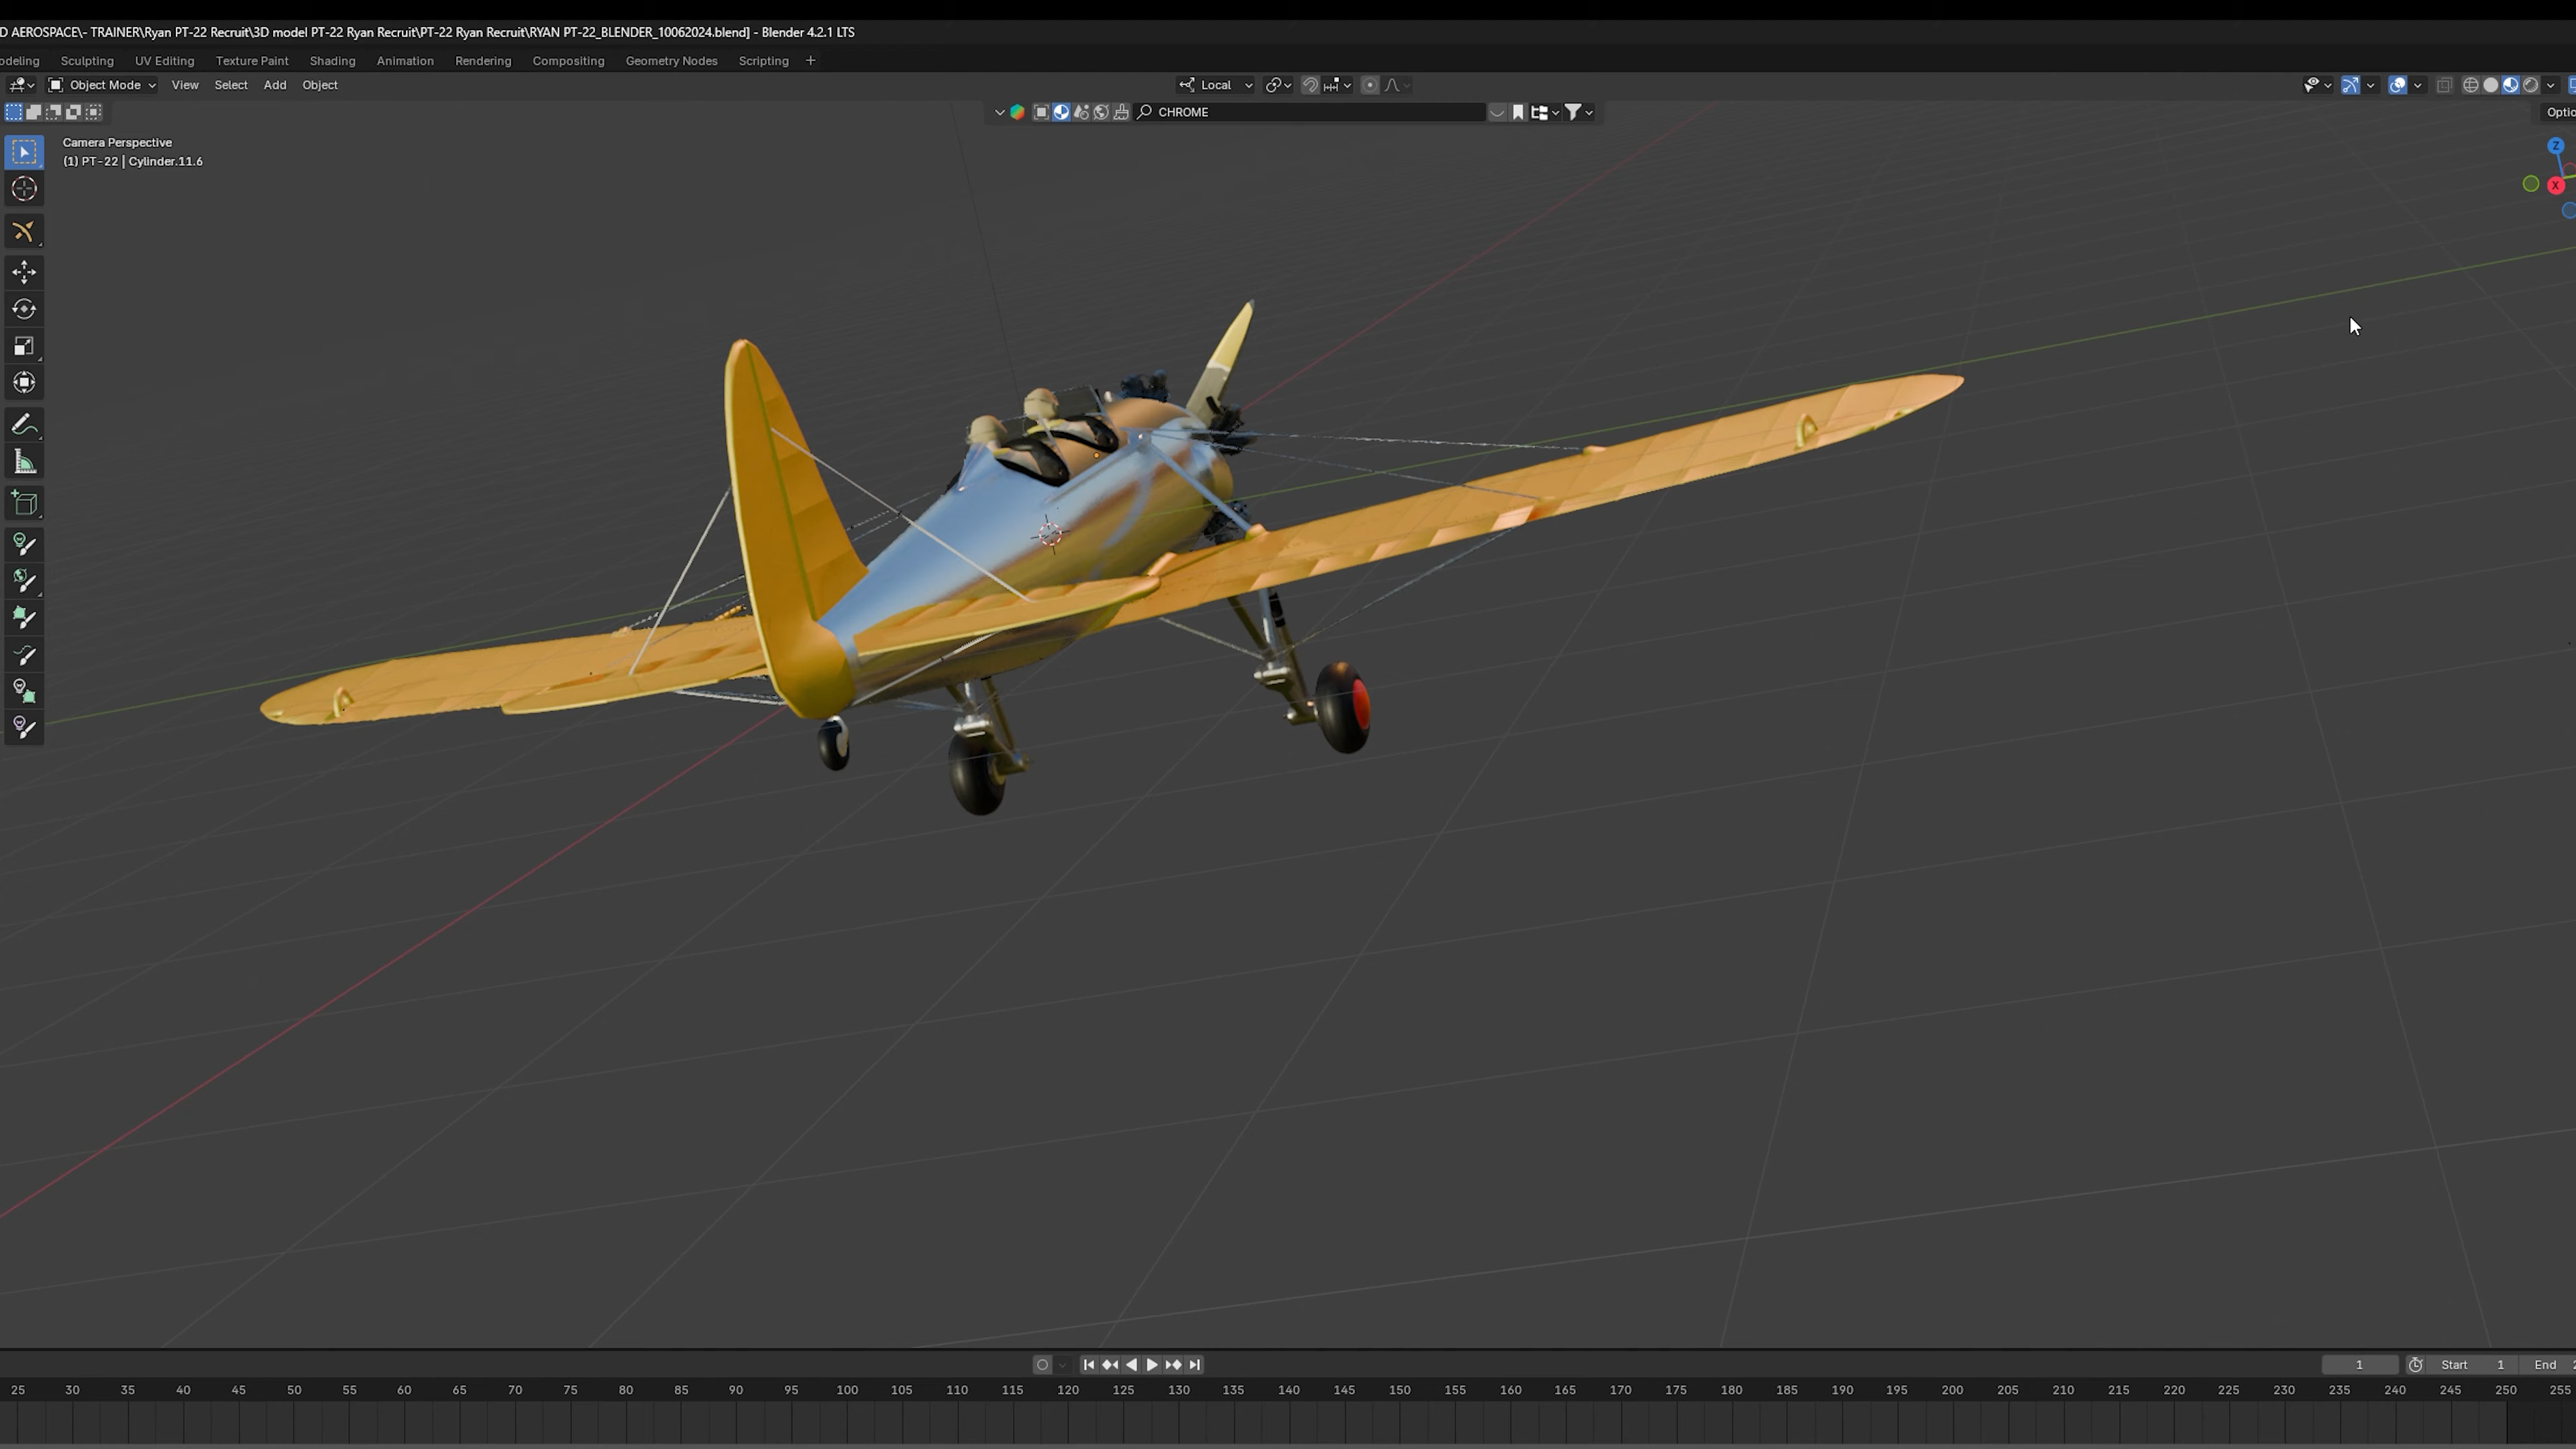 D AEROSPACE\- TRAINER\Ryan PT-22 Recruit\3D model PT-22 Ryan Recruit\PT-22 Ryan Recruit\RYAN PT-22_BLENDER_10062024.blend] - Blender 4.2.1 LTS
odeling Sculpting UV Editing Texture Paint Shading Animation Rendering Compositing Geometry Nodes Scripting +
Object Mode View Select Add Object Local
CHROME Optio
Camera Perspective
(1) PT-22 | Cylinder.11.6
Z
X
1 Start 1 End 2
25 30 35 40 45 50 55 60 65 70 75 80 85 90 95 100 105 110 115 120 125 130 135 140 145 150 155 160 165 170 175 180 185 190 195 200 205 210 215 220 225 230 235 240 245 250 255